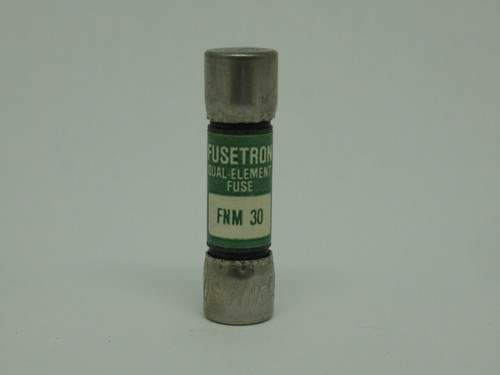 FUSETRON
DUAL-ELEMENT
FUSE
FNM 30